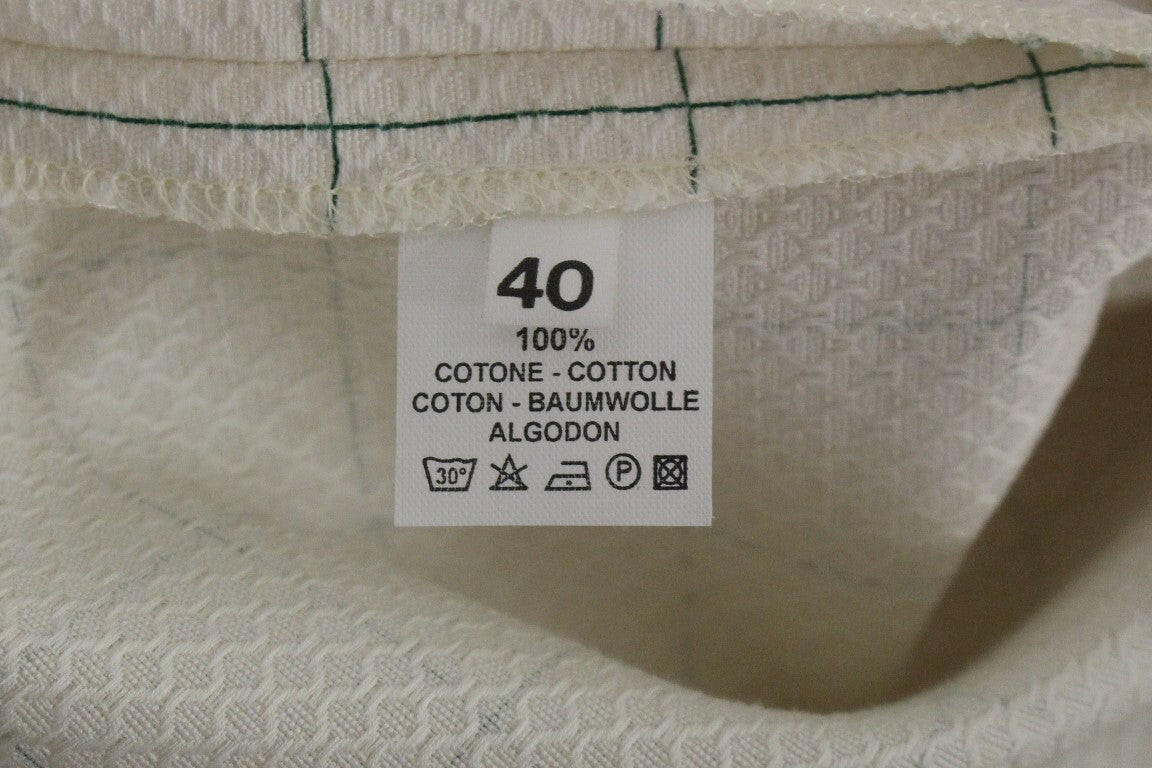 40
100%
COTONE - COTTON
COTON - BAUMWOLLE
ALGODON
30° P